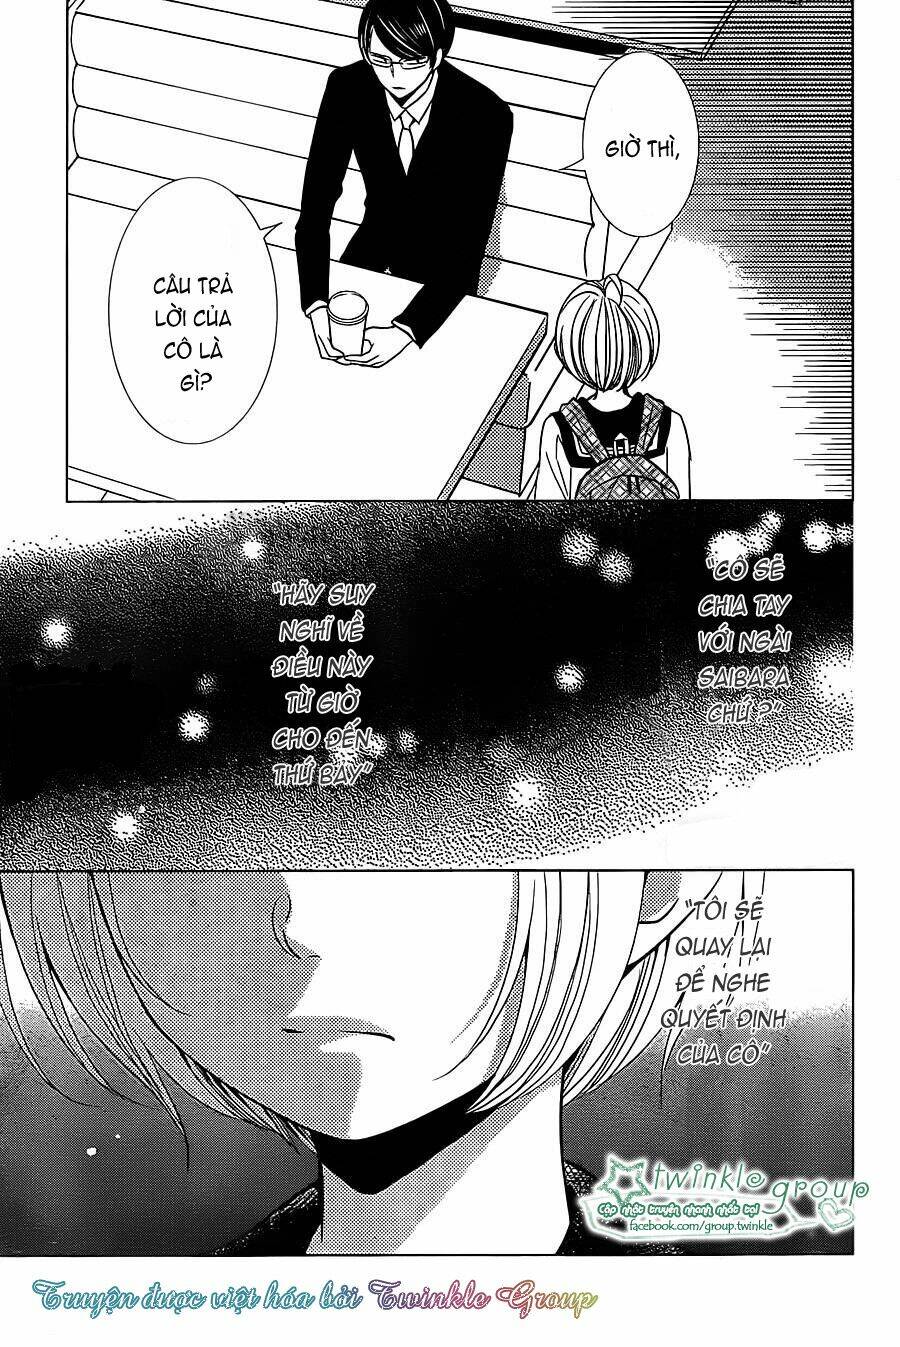 GIỜ THÌ,
CÂU TRẢ
LỜI CỦA
CÔ LÀ
GÌ?
"CÔ SẼ
CHIA TAY
VỚI NGÀI
SAIBARA
CHỨ ?"
"HÃY SUY
NGHĨ VỀ
ĐIỀU NÀY
TỪ GIỜ
CHO ĐẾN
THỨ BẢY"
"TÔI SẼ
QUAY LẠI
ĐỂ NGHE
QUYẾT ĐỊNH
CỦA CÔ"
twinkle group
Cập nhật truyện nhanh nhất tại
facebook.com/group.twinkle
Truyện được việt hóa bởi Twinkle Group